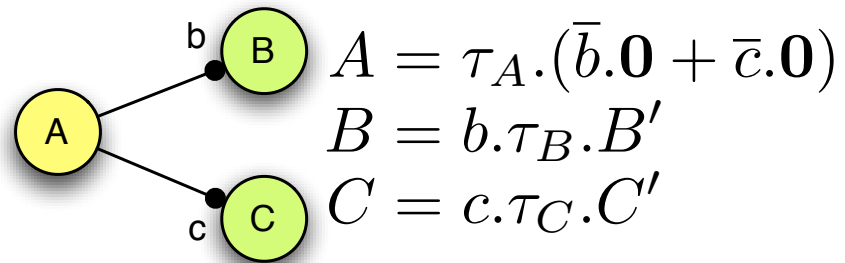 b
B
A
c
C
A = τ_A.(b̅.𝟎 + c̅.𝟎)
B = b.τ_B.B′
C = c.τ_C.C′